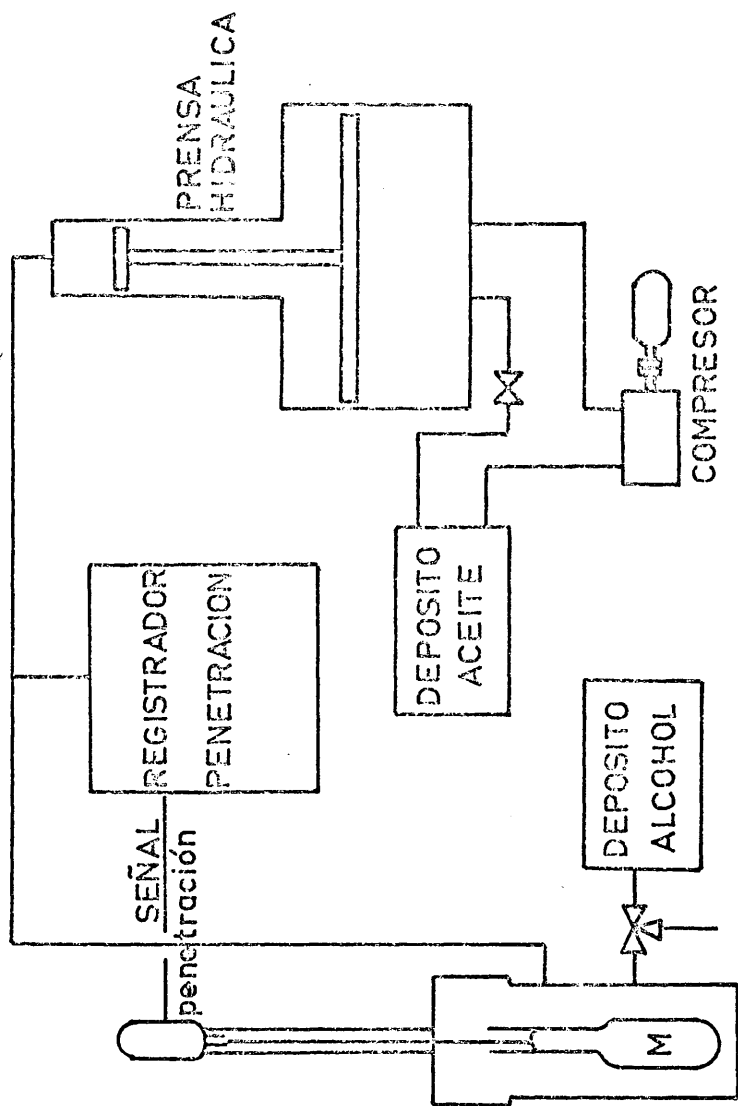 PRENSA
HIDRAULICA
REGISTRADOR
PENETRACION
SEÑAL
penetración
DEPOSITO
ACEITE
COMPRESOR
DEPOSITO
ALCOHOL
M